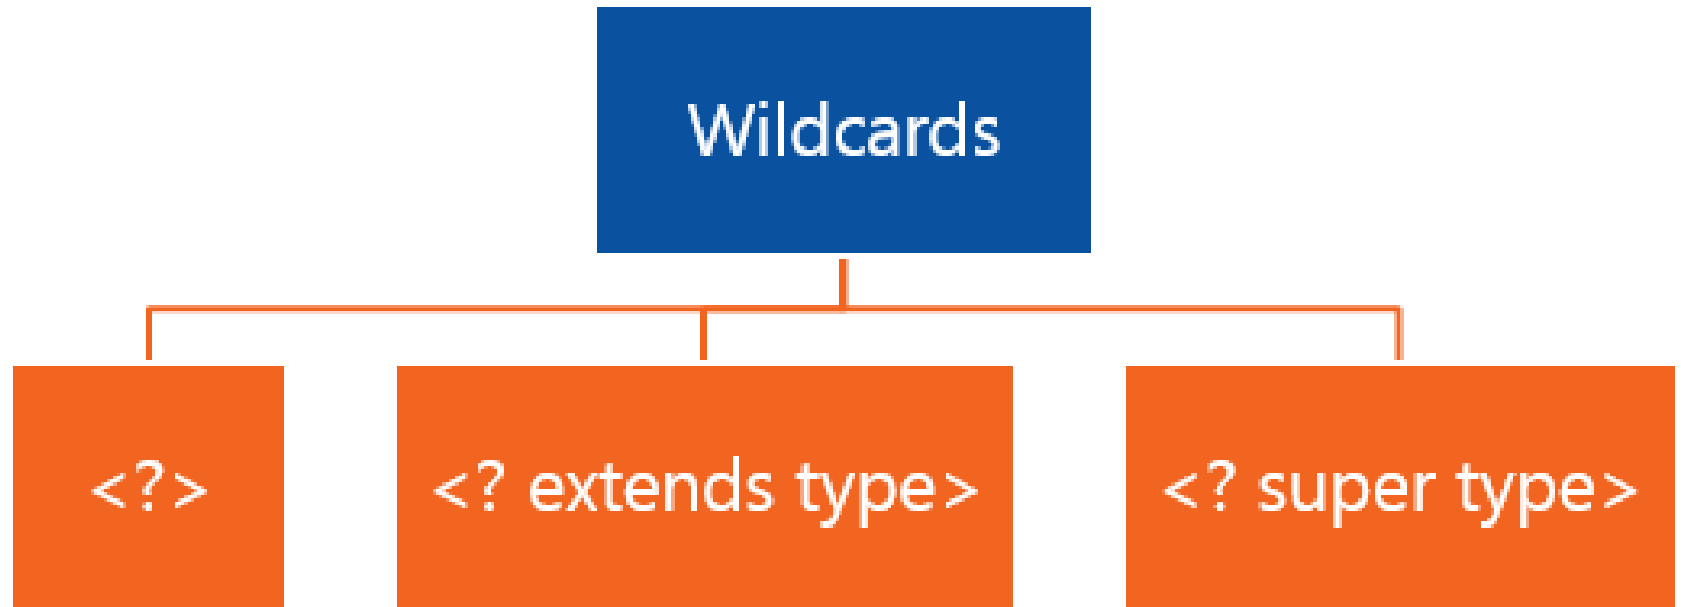 Wildcards
<?>
<? extends type>
<? super type>